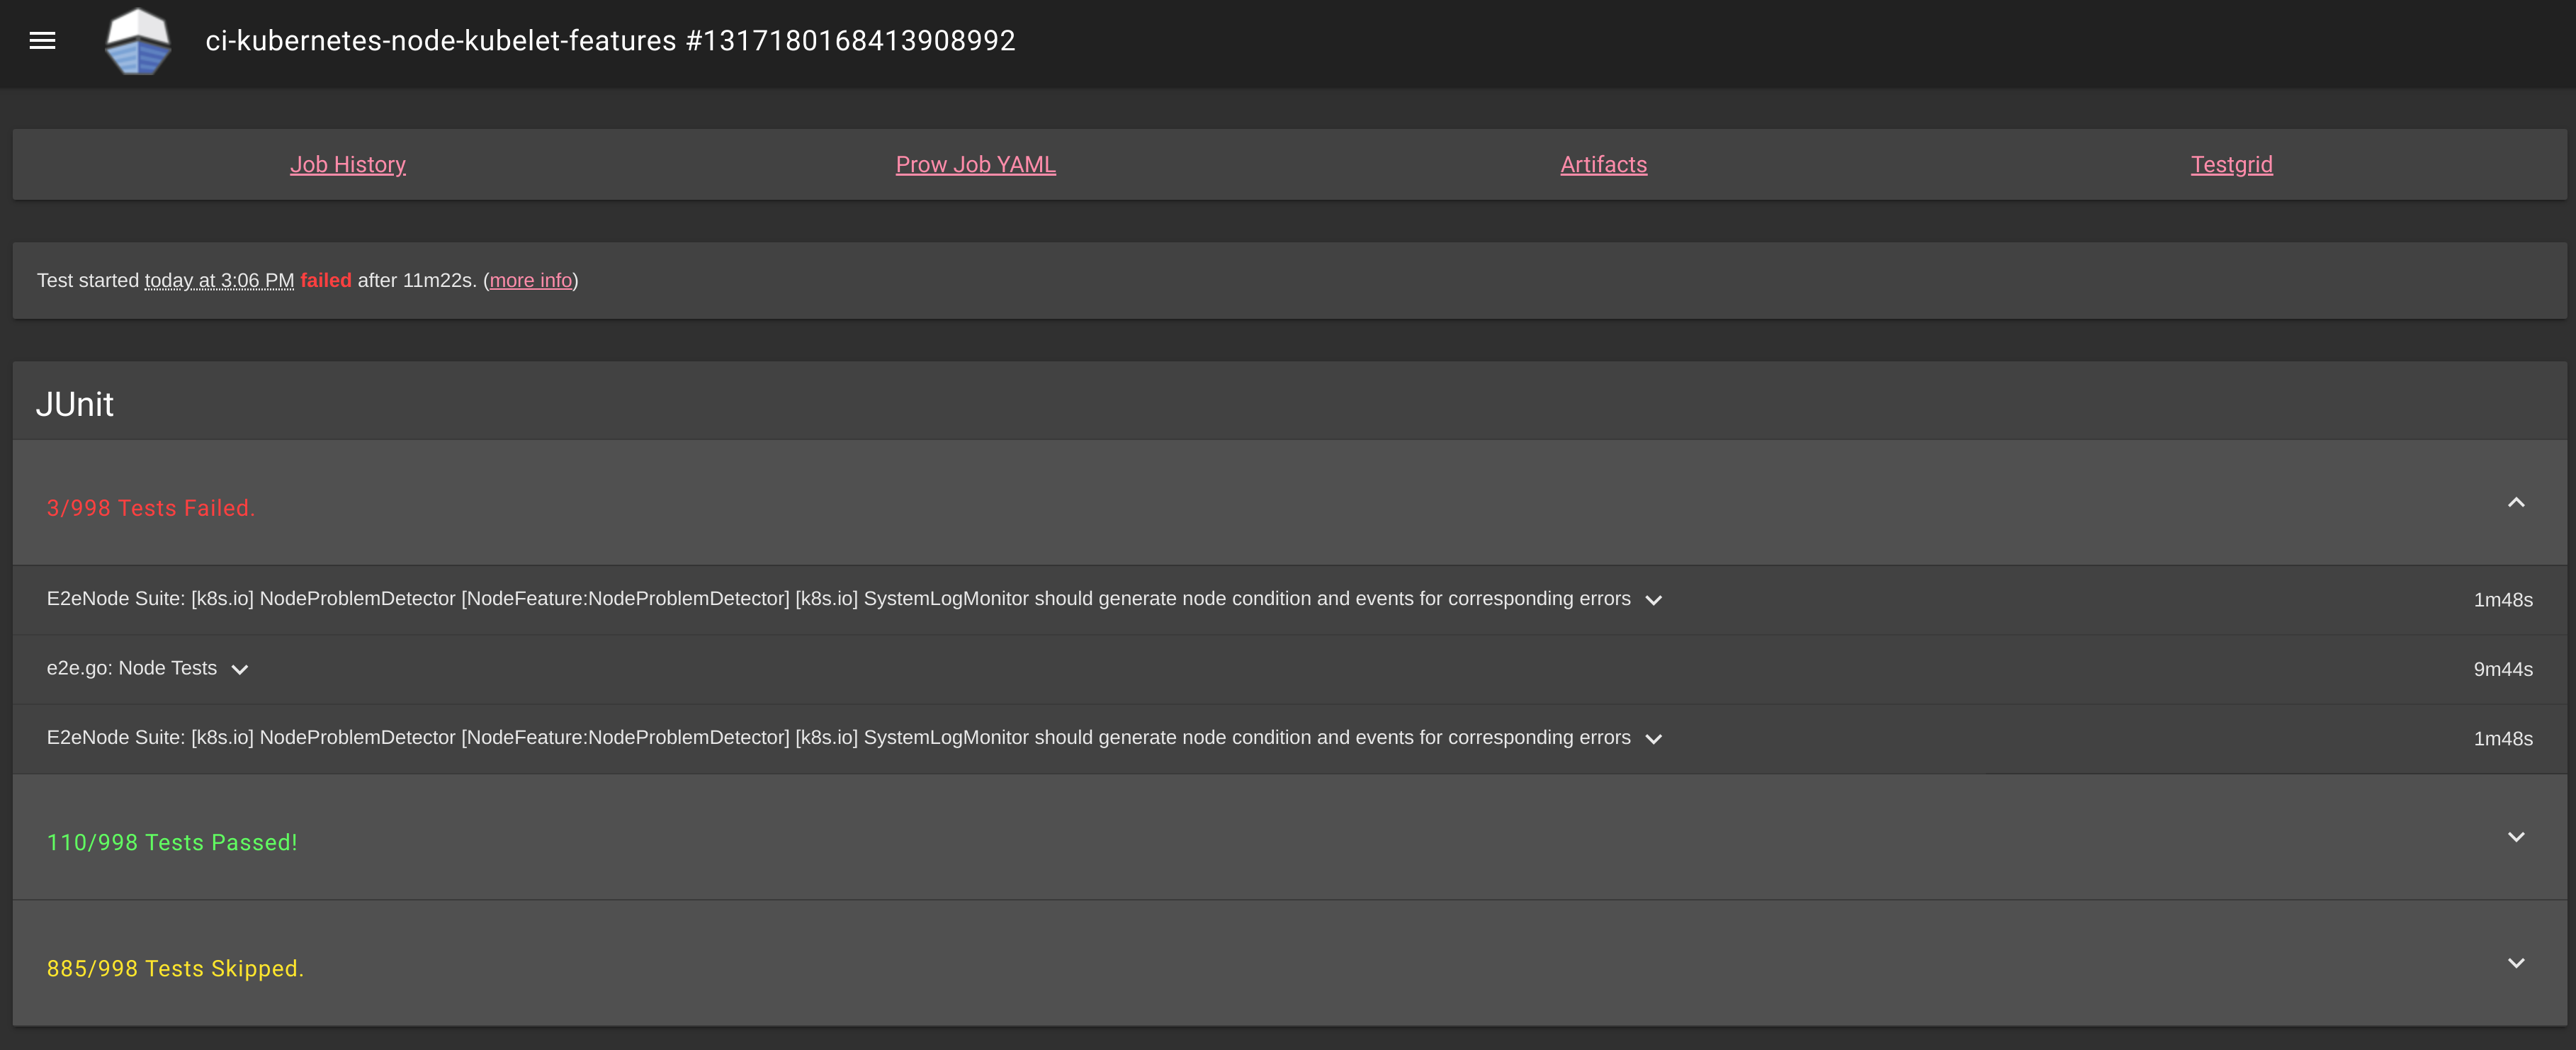 ci-kubernetes-node-kubelet-features #1317180168413908992
Job History Prow Job YAML Artifacts Testgrid
Test started today at 3:06 PM failed after 11m22s. (more info)
JUnit
3/998 Tests Failed.
E2eNode Suite: [k8s.io] NodeProblemDetector [NodeFeature:NodeProblemDetector] [k8s.io] SystemLogMonitor should generate node condition and events for corresponding errors 1m48s
e2e.go: Node Tests 9m44s
E2eNode Suite: [k8s.io] NodeProblemDetector [NodeFeature:NodeProblemDetector] [k8s.io] SystemLogMonitor should generate node condition and events for corresponding errors 1m48s
110/998 Tests Passed!
885/998 Tests Skipped.